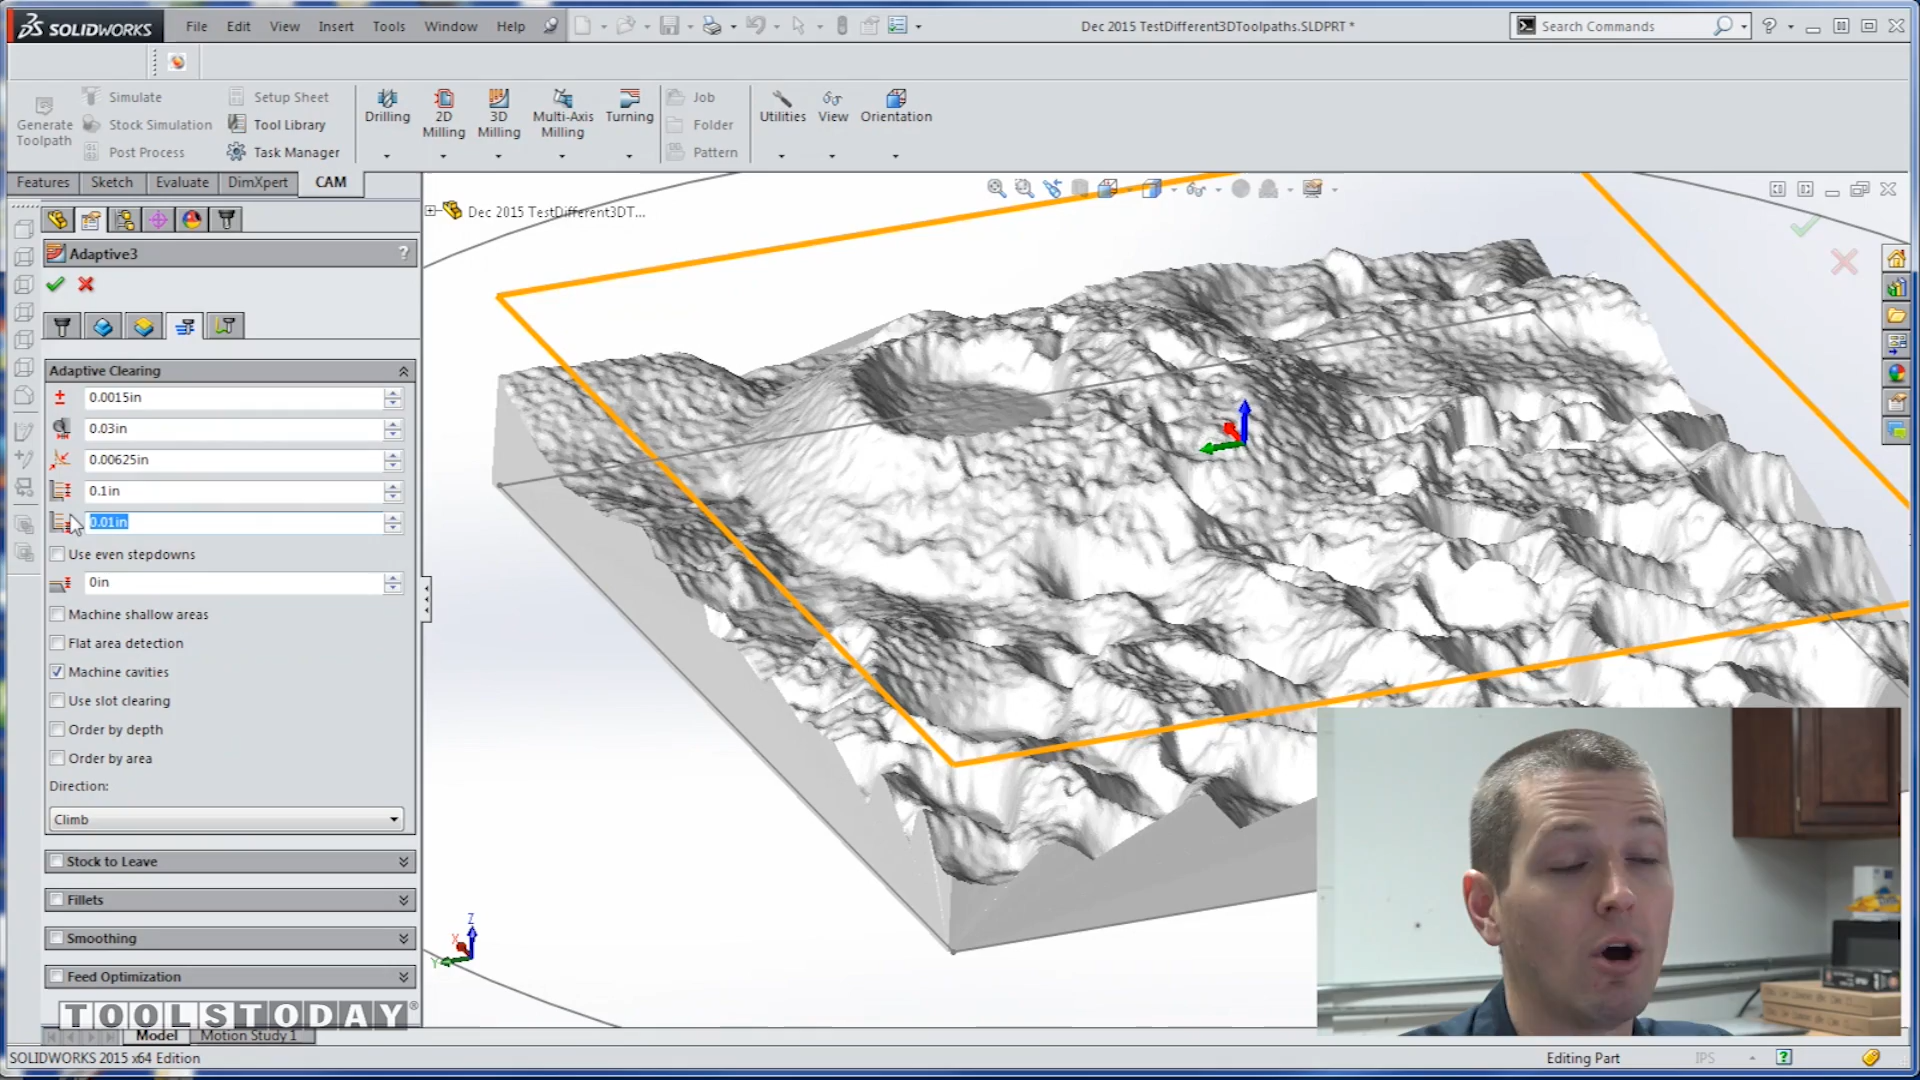 SOLIDWORKS
File Edit View Insert Tools Window Help
Dec 2015 TestDifferent3DToolpaths.SLDPRT *
Search Commands
Generate Toolpath
Simulate
Stock Simulation
Post Process
Setup Sheet
Tool Library
Task Manager
Drilling
2D Milling
3D Milling
Multi-Axis Milling
Turning
Job
Folder
Pattern
Utilities
View
Orientation
Features Sketch Evaluate DimXpert CAM
Dec 2015 TestDifferent3DT...
Adaptive3
?
Adaptive Clearing
0.0015in
0.03in
0.00625in
0.1in
0.01in
Use even stepdowns
0in
Machine shallow areas
Flat area detection
Machine cavities
Use slot clearing
Order by depth
Order by area
Direction:
Climb
Stock to Leave
Fillets
Smoothing
Feed Optimization
Z
X
Y
TOOLSTODAY®
Model Motion Study 1
SOLIDWORKS 2015 x64 Edition
Editing Part
IPS
?